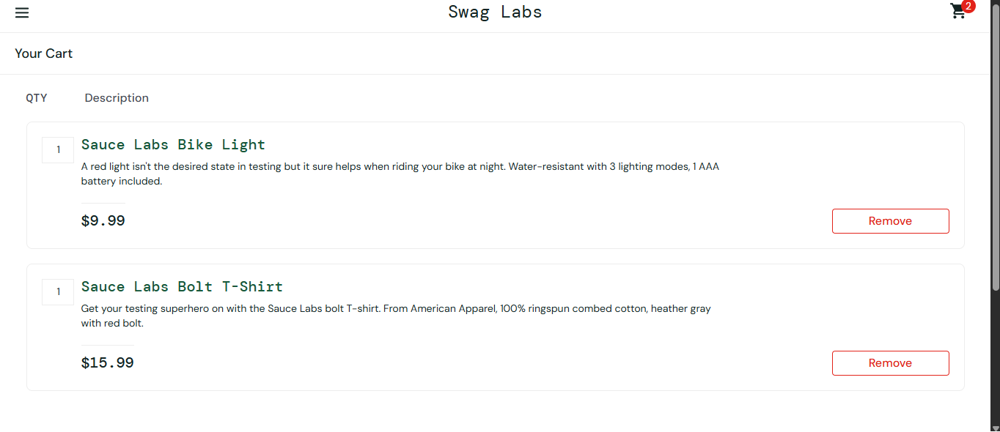 Swag Labs
2
Your Cart
QTY Description
1
Sauce Labs Bike Light
A red light isn't the desired state in testing but it sure helps when riding your bike at night. Water-resistant with 3 lighting modes, 1 AAA
battery included.
$9.99
Remove
1
Sauce Labs Bolt T-Shirt
Get your testing superhero on with the Sauce Labs bolt T-shirt. From American Apparel, 100% ringspun combed cotton, heather gray
with red bolt.
$15.99
Remove